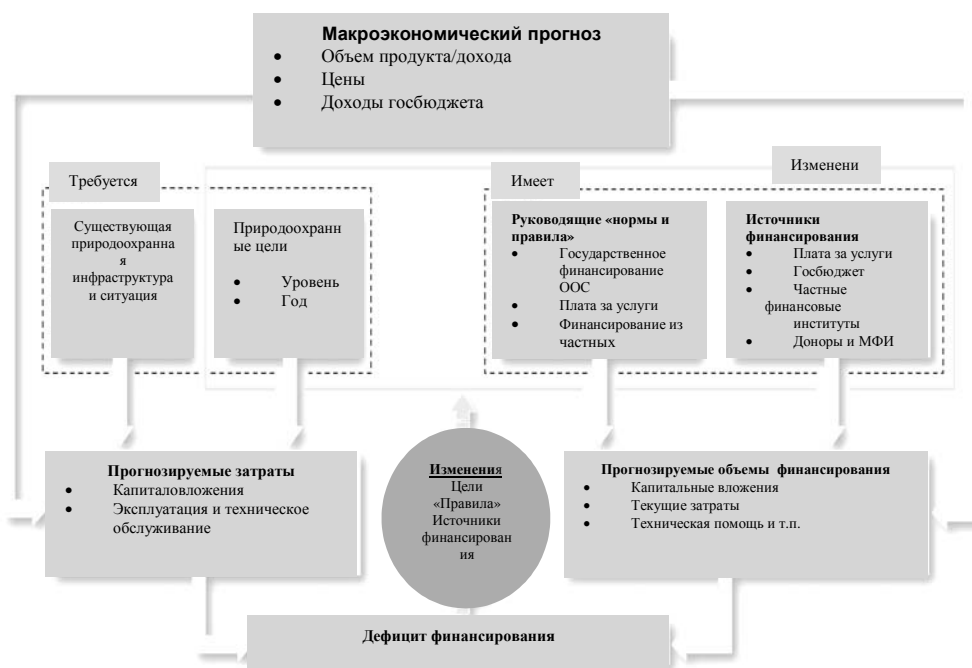 Макроэкономический прогноз
• Объем продукта/дохода
• Цены
• Доходы госбюджета
Требуется
Имеет
Изменени
Существующая
природоохранна
я
инфраструктура
и ситуация
Природоохранн
ые цели
• Уровень
• Год
Руководящие «нормы и
правила»
• Государственное
финансирование
ООС
• Плата за услуги
• Финансирование из
частных
Источники
финансирования
• Плата за услуги
• Госбюджет
• Частные
финансовые
институты
• Доноры и МФИ
Прогнозируемые затраты
• Капиталовложения
• Эксплуатация и техническое
обслуживание
Изменения
Цели
«Правила»
Источники
финансирован
ия
Прогнозируемые объемы финансирования
• Капитальные вложения
• Текущие затраты
• Техническая помощь и т.п.
Дефицит финансирования